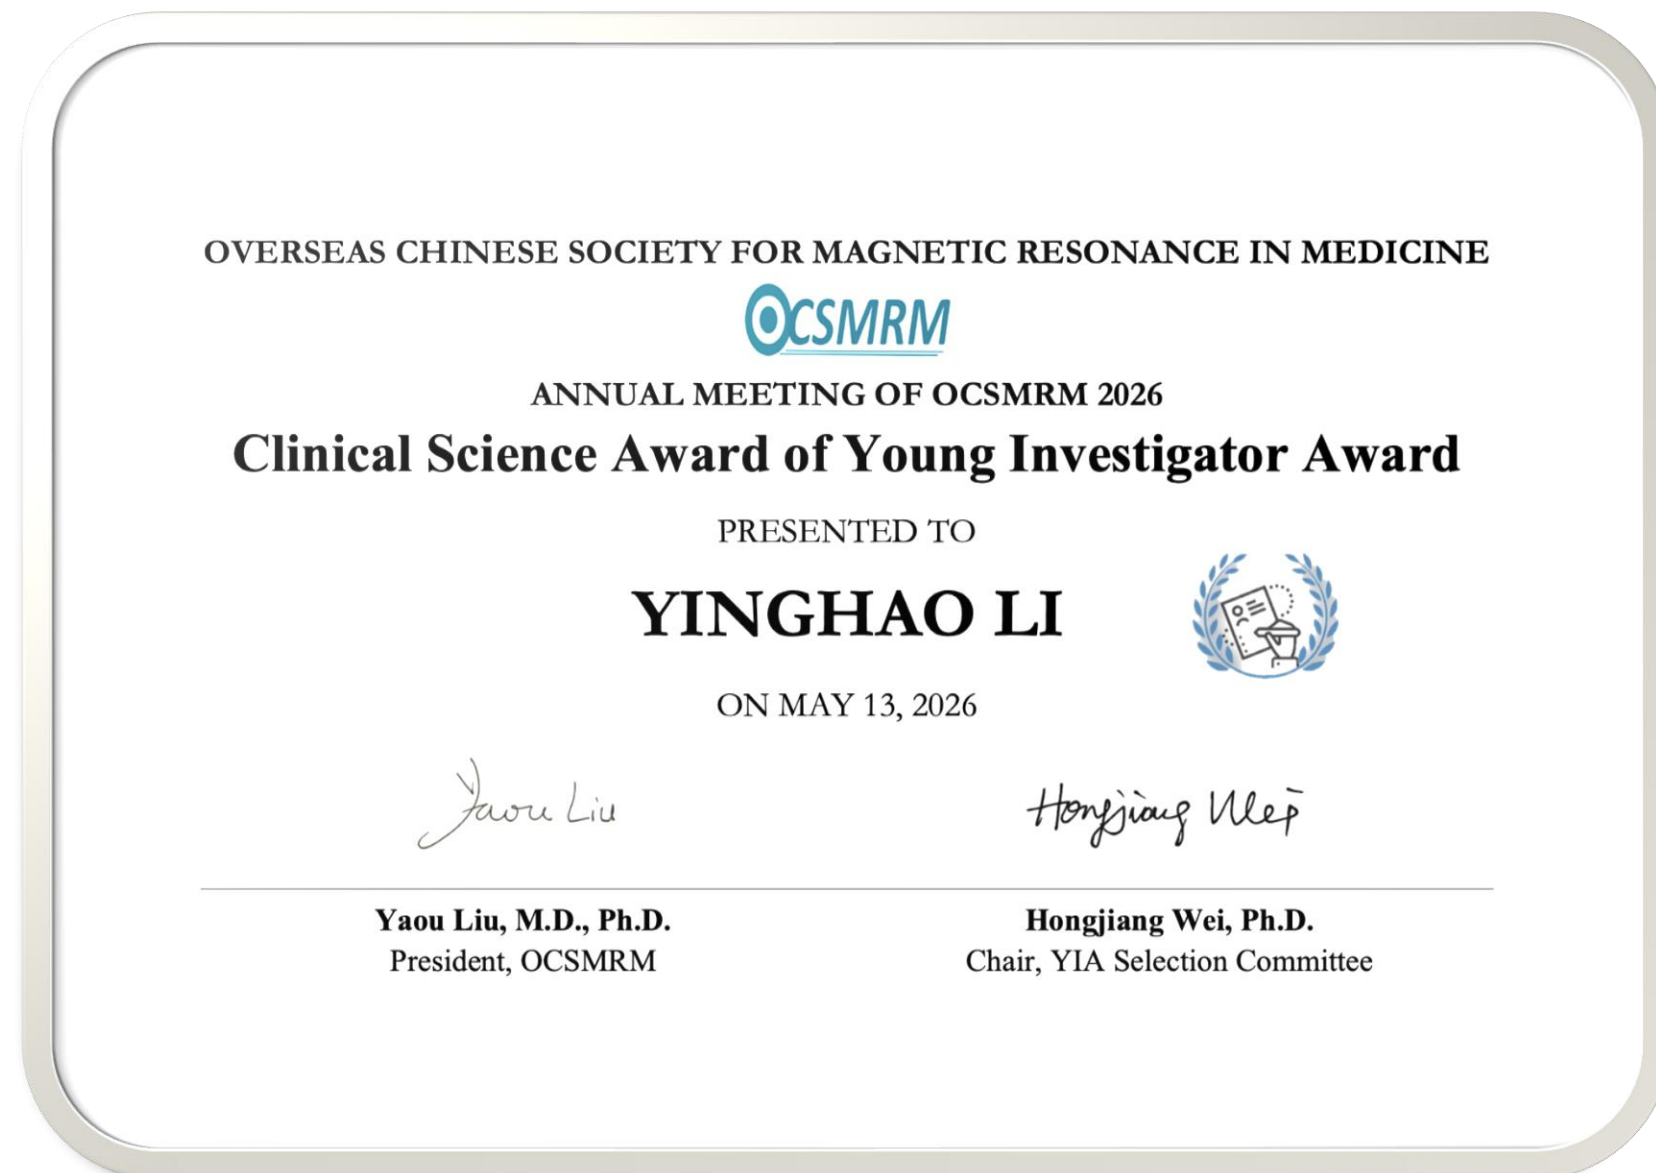 OVERSEAS CHINESE SOCIETY FOR MAGNETIC RESONANCE IN MEDICINE
OCSMRM
ANNUAL MEETING OF OCSMRM 2026
Clinical Science Award of Young Investigator Award
PRESENTED TO
YINGHAO LI
ON MAY 13, 2026
Yaou Liu
Hongjiang Wei
Yaou Liu, M.D., Ph.D.
President, OCSMRM
Hongjiang Wei, Ph.D.
Chair, YIA Selection Committee